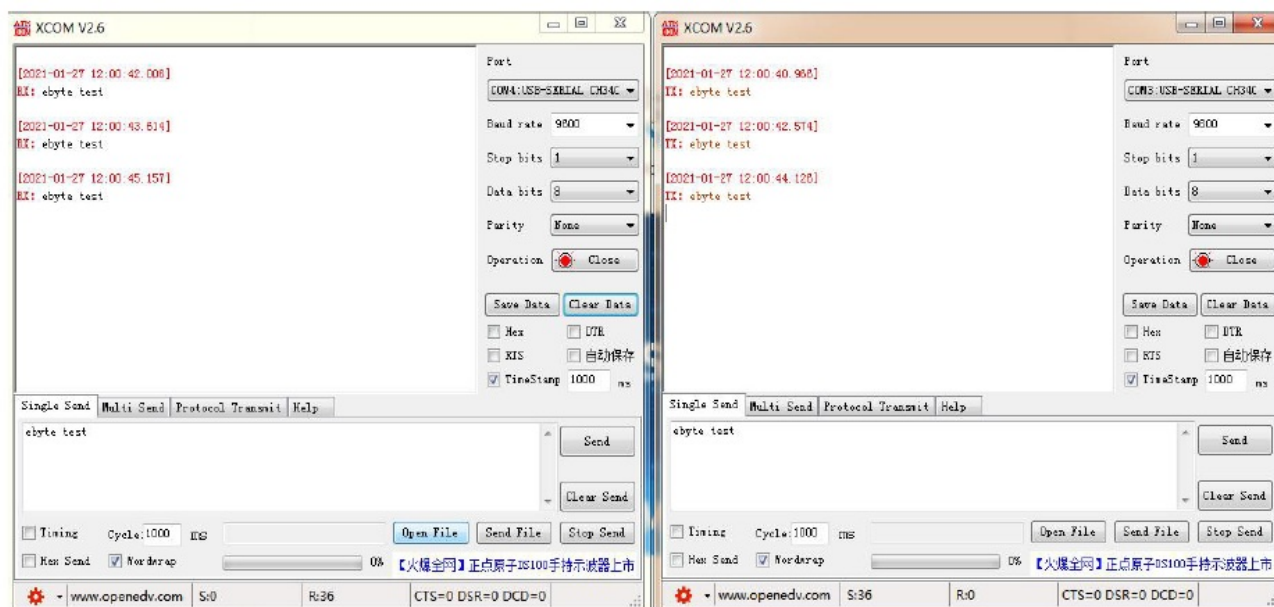 XCOM V2.6
[2021-01-27 12:00:42.008]
RX: ebyte test
[2021-01-27 12:00:43.614]
RX: ebyte test
[2021-01-27 12:00:45.157]
RX: ebyte test
Port
COM4:USB-SERIAL CH34C
Baud rate 9600
Stop bits 1
Data bits 8
Parity None
Operation Close
Save Data Clear Data
Hex DTR
RTS 自动保存
TimeStamp 1000 ms
Single Send Multi Send Protocol Transmit Help
ebyte test
Send
Clear Send
Timing Cycle: 1000 ms Open File Send File Stop Send
Hex Send Wordwrap 0% 【火爆全网】正点原子DS100手持示波器上市
www.openedv.com S:0 R:36 CTS=0 DSR=0 DCD=0
XCOM V2.6
[2021-01-27 12:00:40.968]
TX: ebyte test
[2021-01-27 12:00:42.574]
TX: ebyte test
[2021-01-27 12:00:44.128]
TX: ebyte test
Port
COM3:USB-SERIAL CH34C
Baud rate 9600
Stop bits 1
Data bits 8
Parity None
Operation Close
Save Data Clear Data
Hex DTR
RTS 自动保存
TimeStamp 1000 ms
Single Send Multi Send Protocol Transmit Help
ebyte test
Send
Clear Send
Timing Cycle: 1000 ms Open File Send File Stop Send
Hex Send Wordwrap 0% 【火爆全网】正点原子DS100手持示波器上市
www.openedv.com S:36 R:0 CTS=0 DSR=0 DCD=0